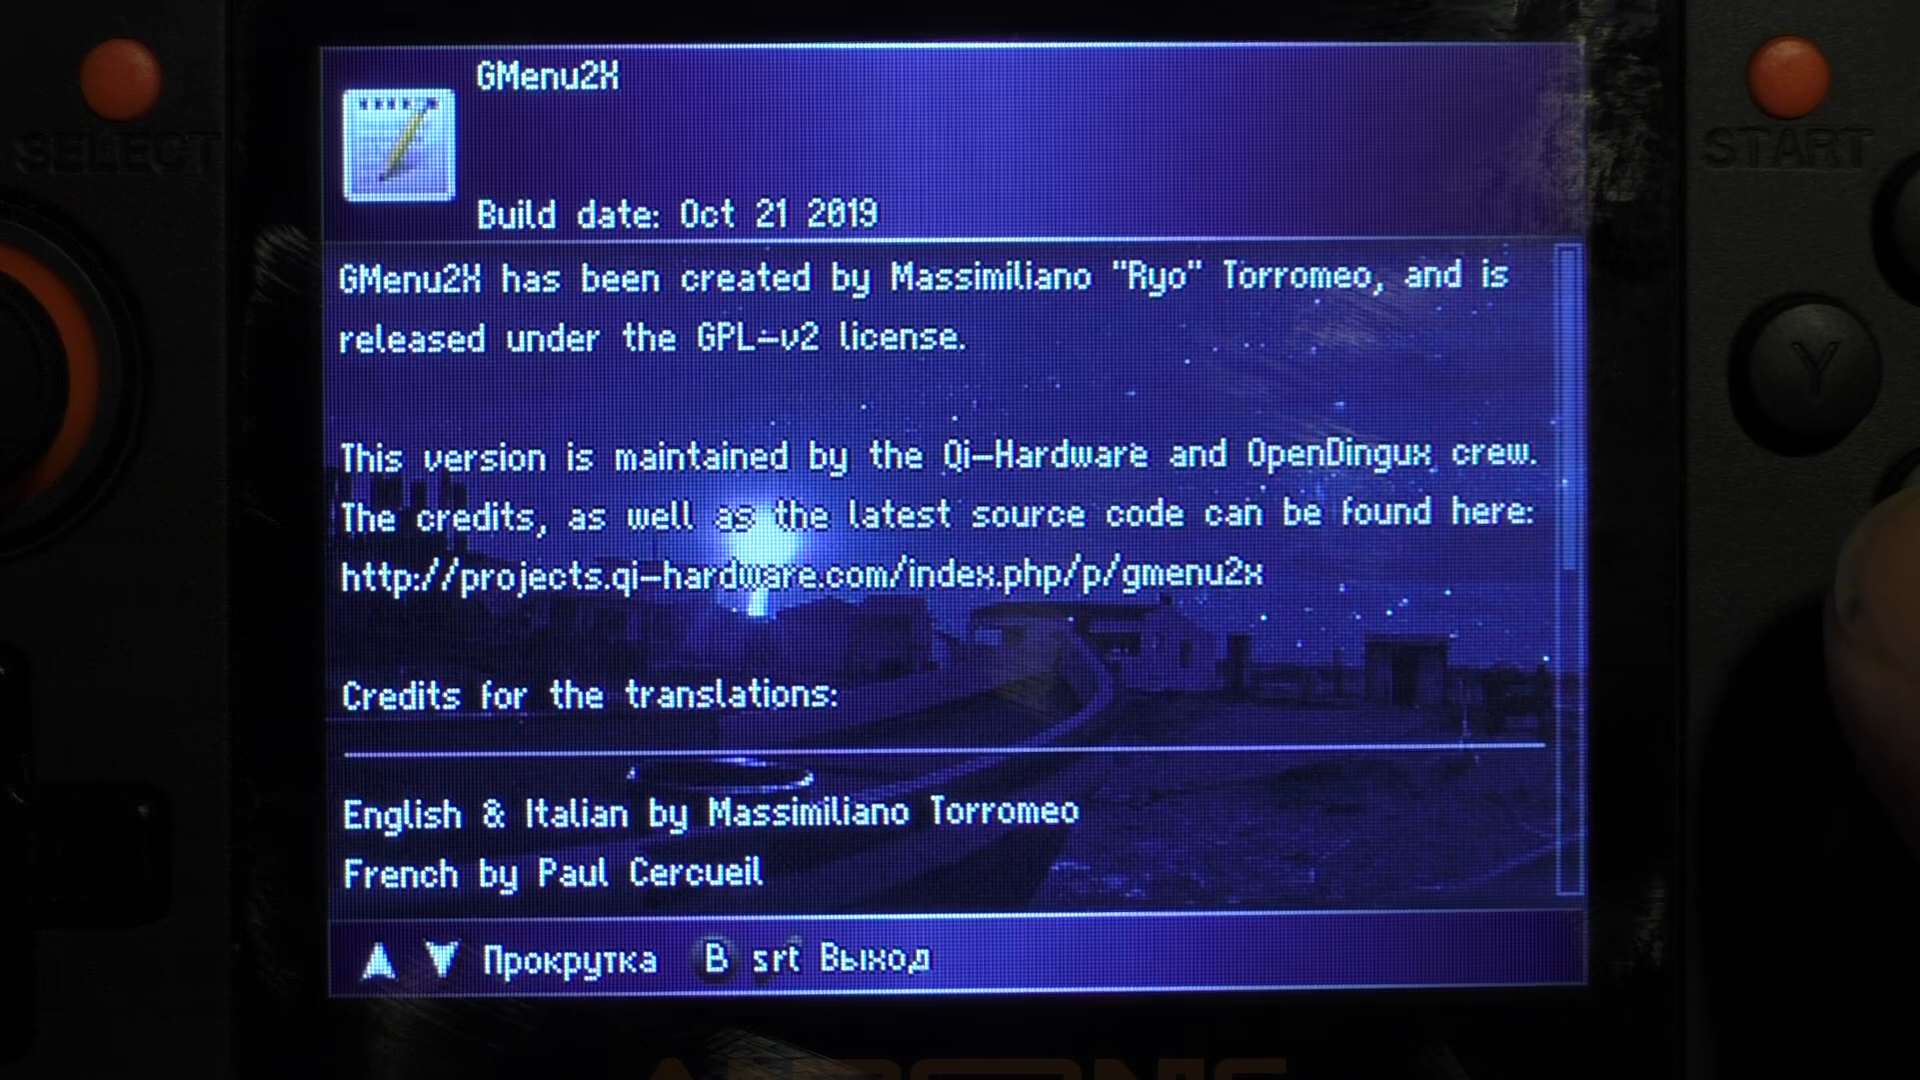 GMenu2X
Build date: Oct 21 2019
GMenu2X has been created by Massimiliano "Ryo" Torromeo, and is
released under the GPL-v2 license.
This version is maintained by the Qi-Hardware and OpenDingux crew.
The credits, as well as the latest source code can be found here:
http://projects.qi-hardware.com/index.php/p/gmenu2x
Credits for the translations:
English & Italian by Massimiliano Torromeo
French by Paul Cercueil
Прокрутка B srt Выход
SELECT
START
Y